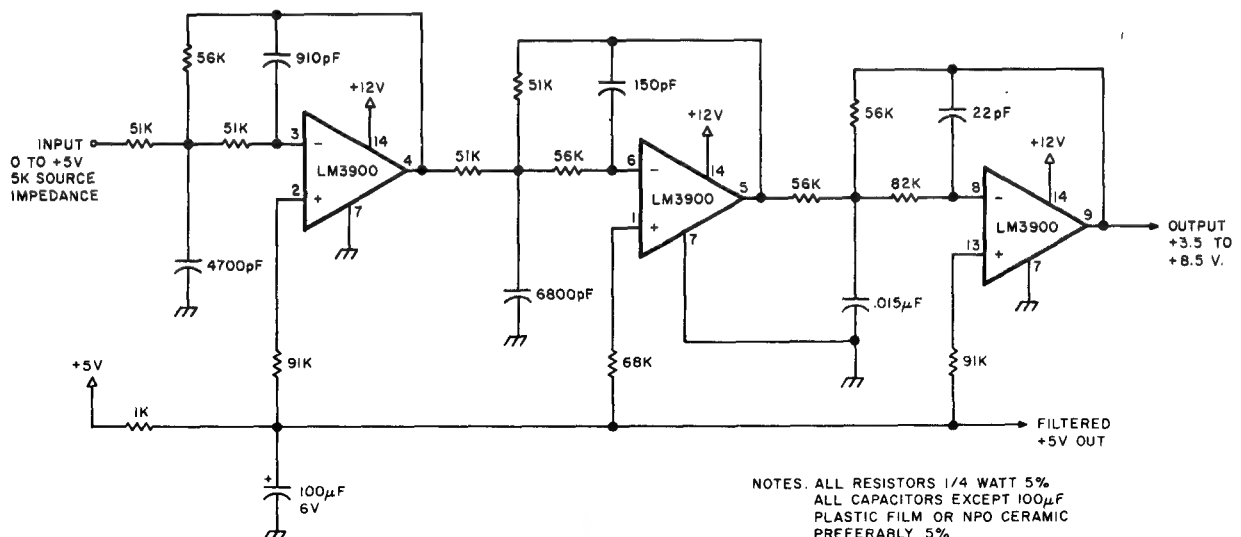 56K
910pF
+12V
14
INPUT
0 TO +5V
5K SOURCE
IMPEDANCE
51K
51K
3
-
LM3900
4
2
+
7
4700pF
91K
51K
150pF
+12V
14
51K
56K
6
-
LM3900
5
1
+
7
6800pF
68K
56K
22pF
+12V
14
56K
82K
8
-
LM3900
9
13
+
7
.015µF
91K
OUTPUT
+3.5 TO
+8.5 V.
+5V
1K
+
100µF
6V
FILTERED
+5V OUT
NOTES. ALL RESISTORS 1/4 WATT 5%
ALL CAPACITORS EXCEPT 100µF
PLASTIC FILM OR NPO CERAMIC
PREFERABLY 5%